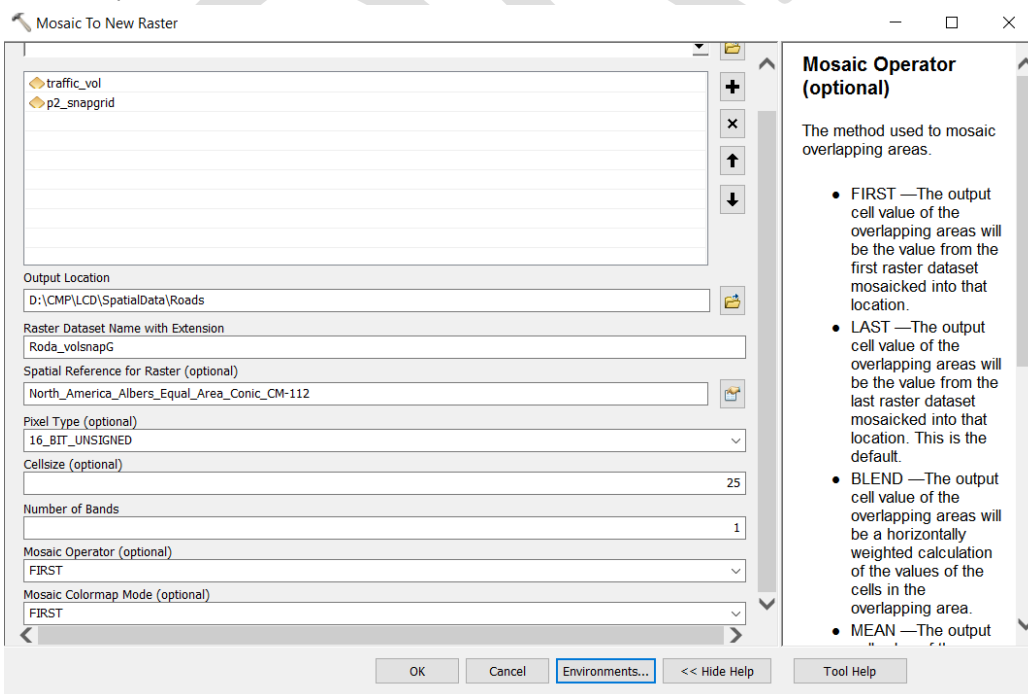 Mosaic To New Raster
traffic_vol
p2_snapgrid
Output Location
D:\CMP\LCD\SpatialData\Roads
Raster Dataset Name with Extension
Roda_volsnapG
Spatial Reference for Raster (optional)
North_America_Albers_Equal_Area_Conic_CM-112
Pixel Type (optional)
16_BIT_UNSIGNED
Cellsize (optional)
25
Number of Bands
1
Mosaic Operator (optional)
FIRST
Mosaic Colormap Mode (optional)
FIRST
OK
Cancel
Environments...
<< Hide Help
Tool Help
Mosaic Operator
(optional)
The method used to mosaic
overlapping areas.
● FIRST —The output
cell value of the
overlapping areas will
be the value from the
first raster dataset
mosaicked into that
location.
● LAST —The output
cell value of the
overlapping areas will
be the value from the
last raster dataset
mosaicked into that
location. This is the
default.
● BLEND —The output
cell value of the
overlapping areas will
be a horizontally
weighted calculation
of the values of the
cells in the
overlapping area.
● MEAN —The output